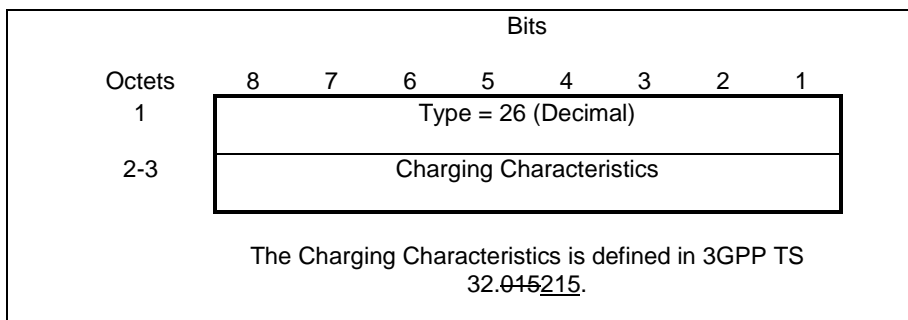 Bits
Octets 8 7 6 5 4 3 2 1
1 Type = 26 (Decimal)
2-3 Charging Characteristics
The Charging Characteristics is defined in 3GPP TS
32.015215.